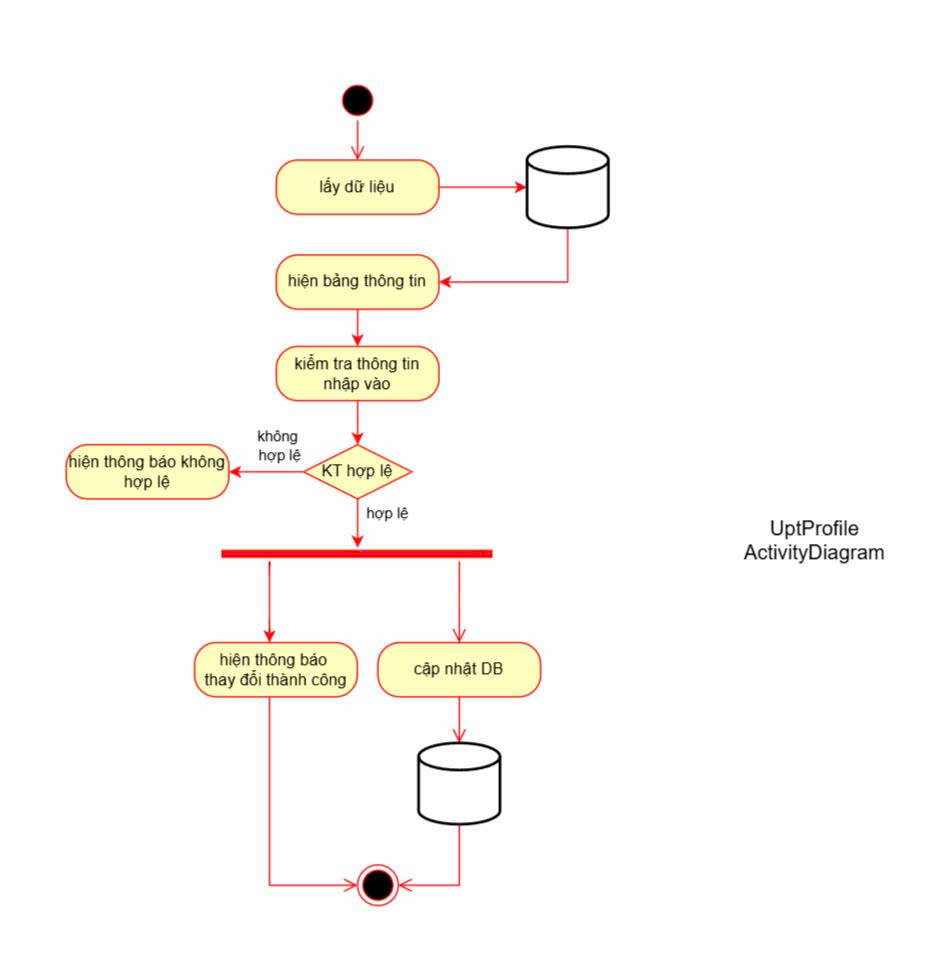 lấy dữ liệu
hiện bảng thông tin
kiểm tra thông tin
nhập vào
không
hợp lệ
hiện thông báo không
hợp lệ
KT hợp lệ
hợp lệ
UptProfile
ActivityDiagram
hiện thông báo
thay đổi thành công
cập nhật DB